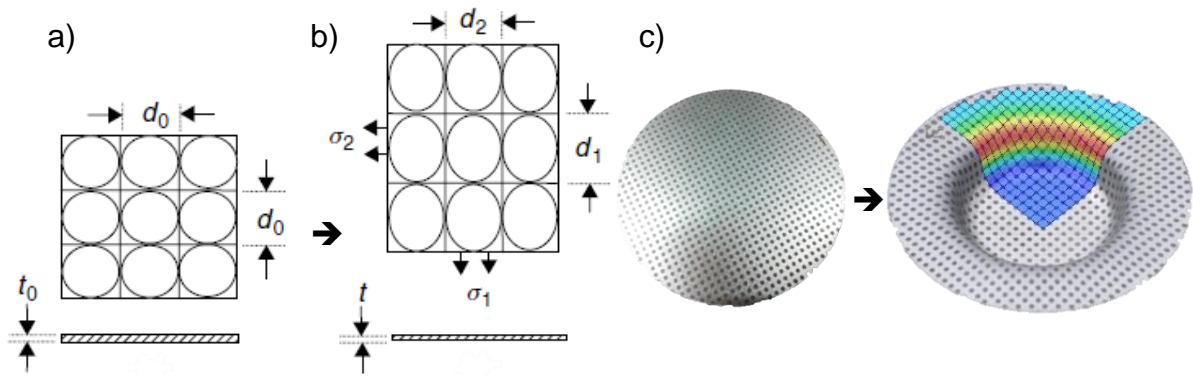 a)
b)
c)
d₀
d₀
t₀
d₂
σ₂
d₁
σ₁
t